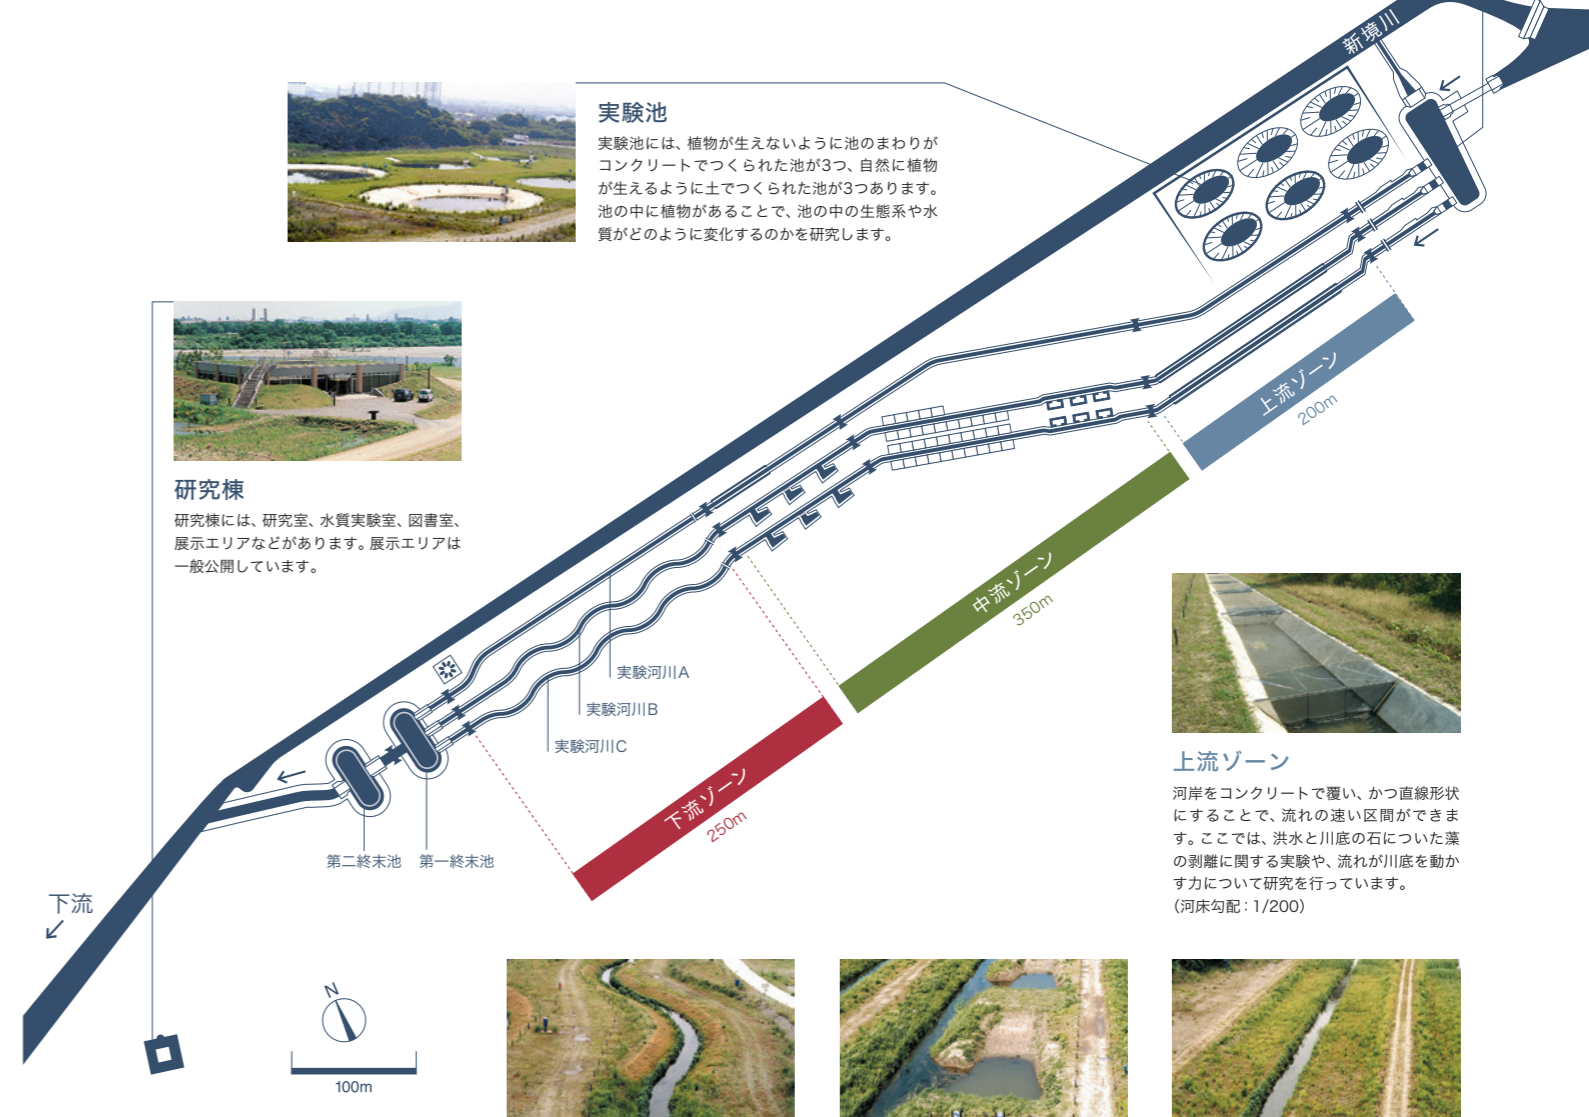 新境川
実験池
実験池には、植物が生えないように池のまわりが
コンクリートでつくられた池が3つ、自然に植物
が生えるように土でつくられた池が3つあります。
池の中に植物があることで、池の中の生態系や水
質がどのように変化するのかを研究します。
研究棟
研究棟には、研究室、水質実験室、図書室、
展示エリアなどがあります。展示エリアは
一般公開しています。
上流ゾーン
200m
中流ゾーン
350m
下流ゾーン
250m
実験河川A
実験河川B
実験河川C
第二終末池
第一終末池
下流
N
100m
上流ゾーン
河岸をコンクリートで覆い、かつ直線形状
にすることで、流れの速い区間ができま
す。ここでは、洪水と川底の石についた藻
の剥離に関する実験や、流れが川底を動か
す力について研究を行っています。
（河床勾配：1/200）